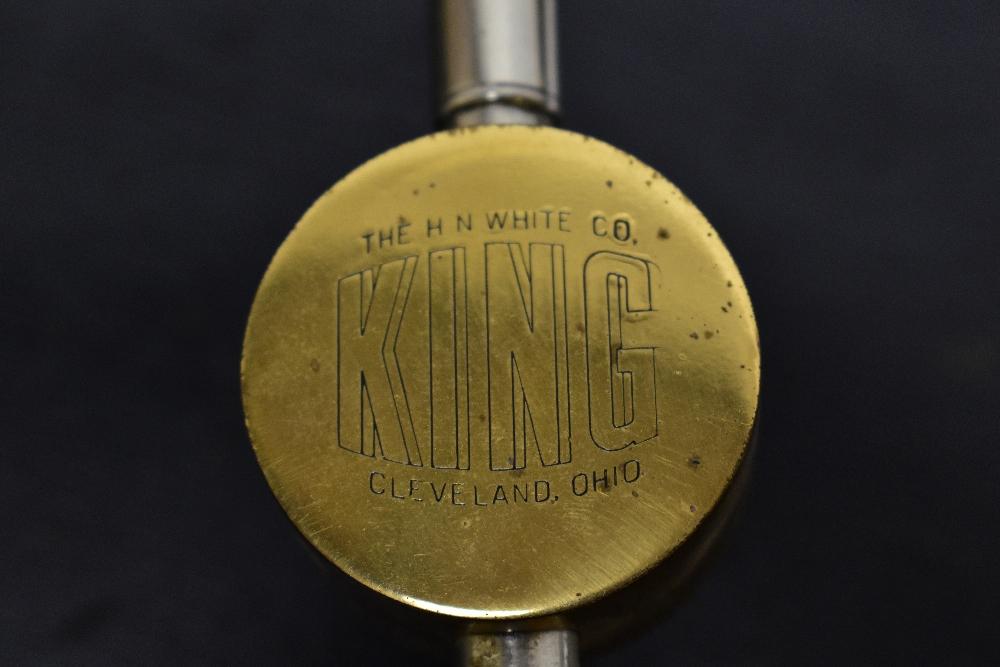 THE H N WHITE CO.
KING
CLEVELAND, OHIO